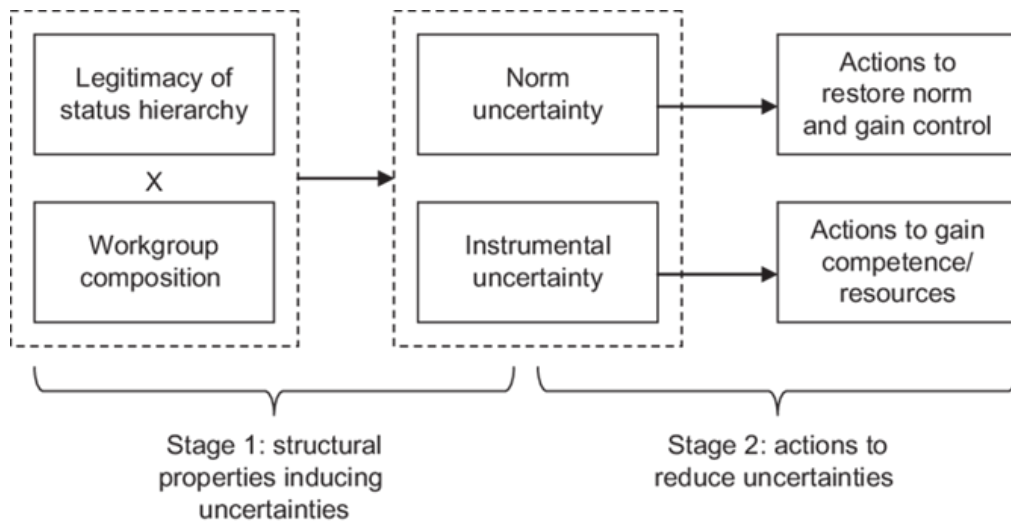 Legitimacy of
status hierarchy
X
Workgroup
composition
Norm
uncertainty
Instrumental
uncertainty
Actions to
restore norm
and gain control
Actions to gain
competence/
resources
Stage 1: structural
properties inducing
uncertainties
Stage 2: actions to
reduce uncertainties